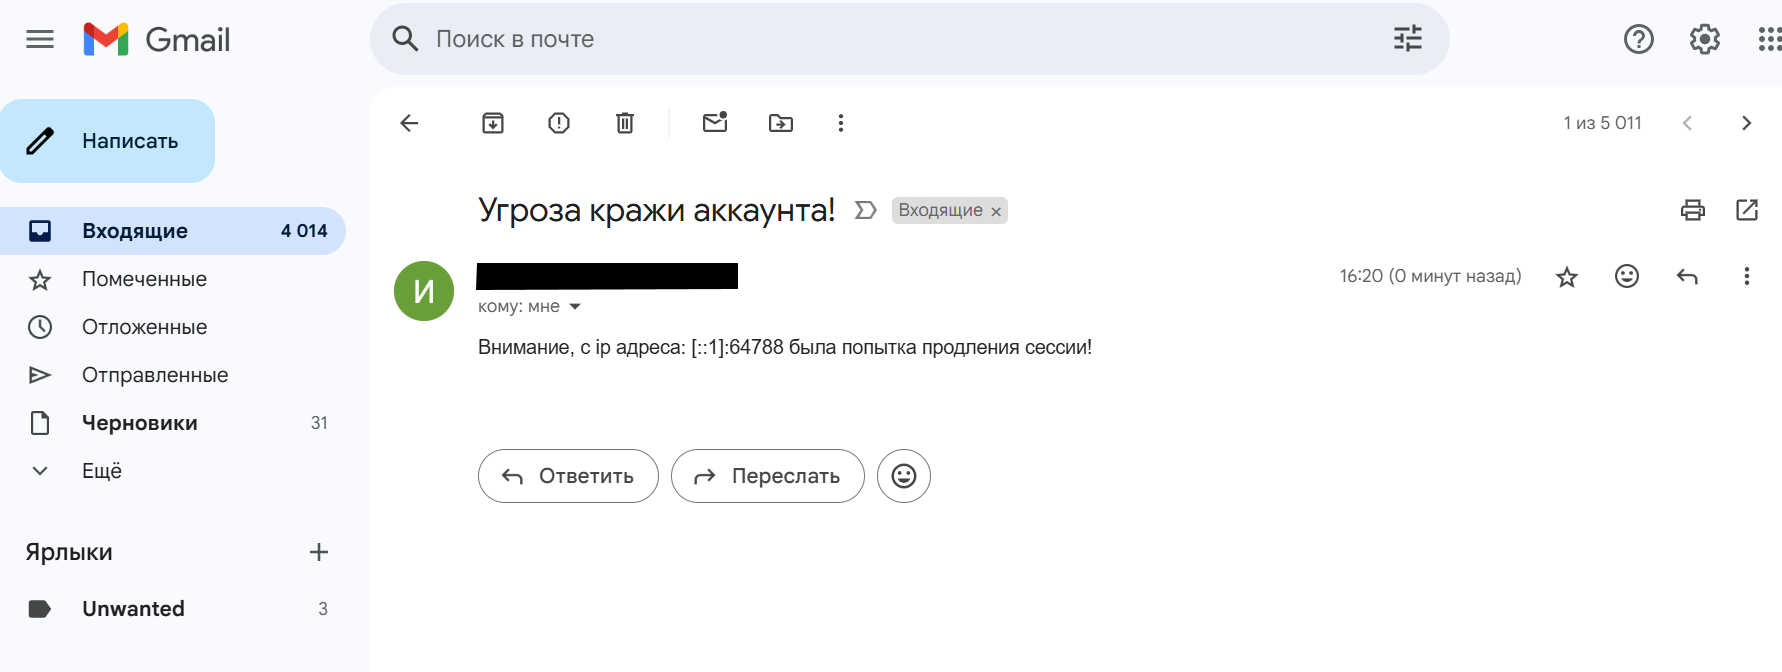 Gmail
Поиск в почте
Написать
1 из 5 011
Входящие 4 014
Помеченные
Отложенные
Отправленные
Черновики 31
Ещё
Ярлыки
Unwanted 3
Угроза кражи аккаунта! Входящие ×
И
16:20 (0 минут назад)
кому: мне
Внимание, с ip адреса: [::1]:64788 была попытка продления сессии!
Ответить
Переслать